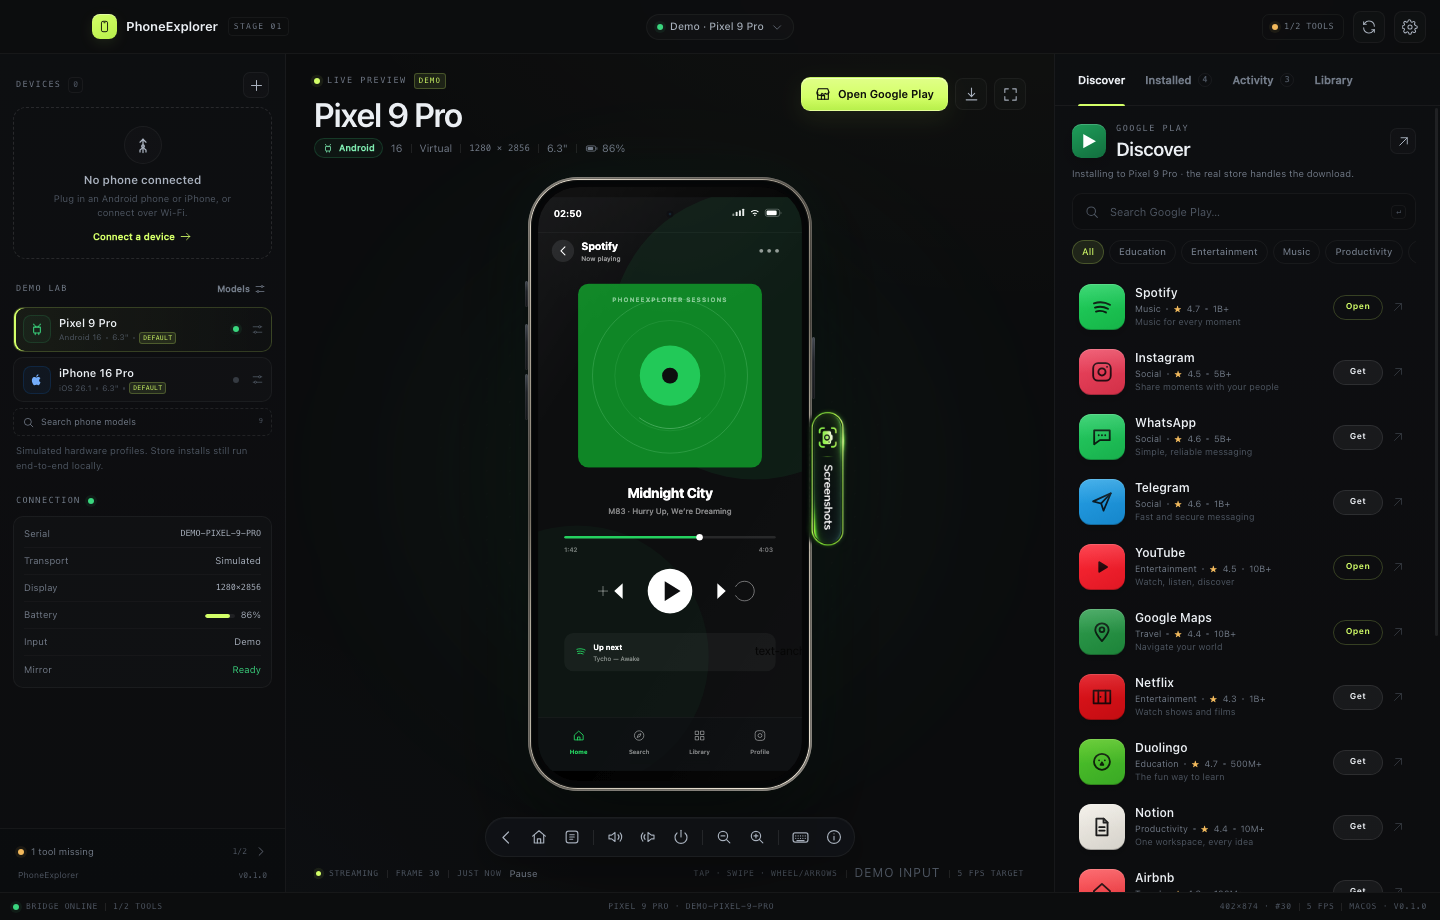 PhoneExplorer
STAGE 01
Demo · Pixel 9 Pro
1/2 TOOLS
DEVICES 0
No phone connected
Plug in an Android phone or iPhone, or
connect over Wi-Fi.
Connect a device →
DEMO LAB
Models
Pixel 9 Pro
Android 16 · 6.3" · DEFAULT
iPhone 16 Pro
iOS 26.1 · 6.3" · DEFAULT
Search phone models 9
Simulated hardware profiles. Store installs still run
end-to-end locally.
CONNECTION
Serial DEMO-PIXEL-9-PRO
Transport Simulated
Display 1280×2856
Battery 86%
Input Demo
Mirror Ready
1 tool missing 1/2
PhoneExplorer v0.1.0
LIVE PREVIEW DEMO
Pixel 9 Pro
Android 16 Virtual 1280 × 2856 6.3" 86%
Open Google Play
02:50
Spotify
Now playing
PHONEEXPLORER SESSIONS
Midnight City
M83 · Hurry Up, We're Dreaming
1:42 4:03
Up next
Tycho — Awake
Home Search Library Profile
Screenshots
STREAMING FRAME 30 JUST NOW Pause
TAP · SWIPE · WHEEL/ARROWS DEMO INPUT 5 FPS TARGET
Discover Installed 4 Activity 3 Library
GOOGLE PLAY
Discover
Installing to Pixel 9 Pro · the real store handles the download.
Search Google Play…
All Education Entertainment Music Productivity
Spotify
Music · ★ 4.7 · 1B+
Music for every moment
Open
Instagram
Social · ★ 4.5 · 5B+
Share moments with your people
Get
WhatsApp
Social · ★ 4.6 · 5B+
Simple, reliable messaging
Get
Telegram
Social · ★ 4.6 · 1B+
Fast and secure messaging
Get
YouTube
Entertainment · ★ 4.5 · 10B+
Watch, listen, discover
Open
Google Maps
Travel · ★ 4.4 · 10B+
Navigate your world
Open
Netflix
Entertainment · ★ 4.3 · 1B+
Watch shows and films
Get
Duolingo
Education · ★ 4.7 · 500M+
The fun way to learn
Get
Notion
Productivity · ★ 4.4 · 10M+
One workspace, every idea
Get
Airbnb
Get
BRIDGE ONLINE 1/2 TOOLS
PIXEL 9 PRO · DEMO-PIXEL-9-PRO
402×874 · #30 5 FPS MACOS · V0.1.0